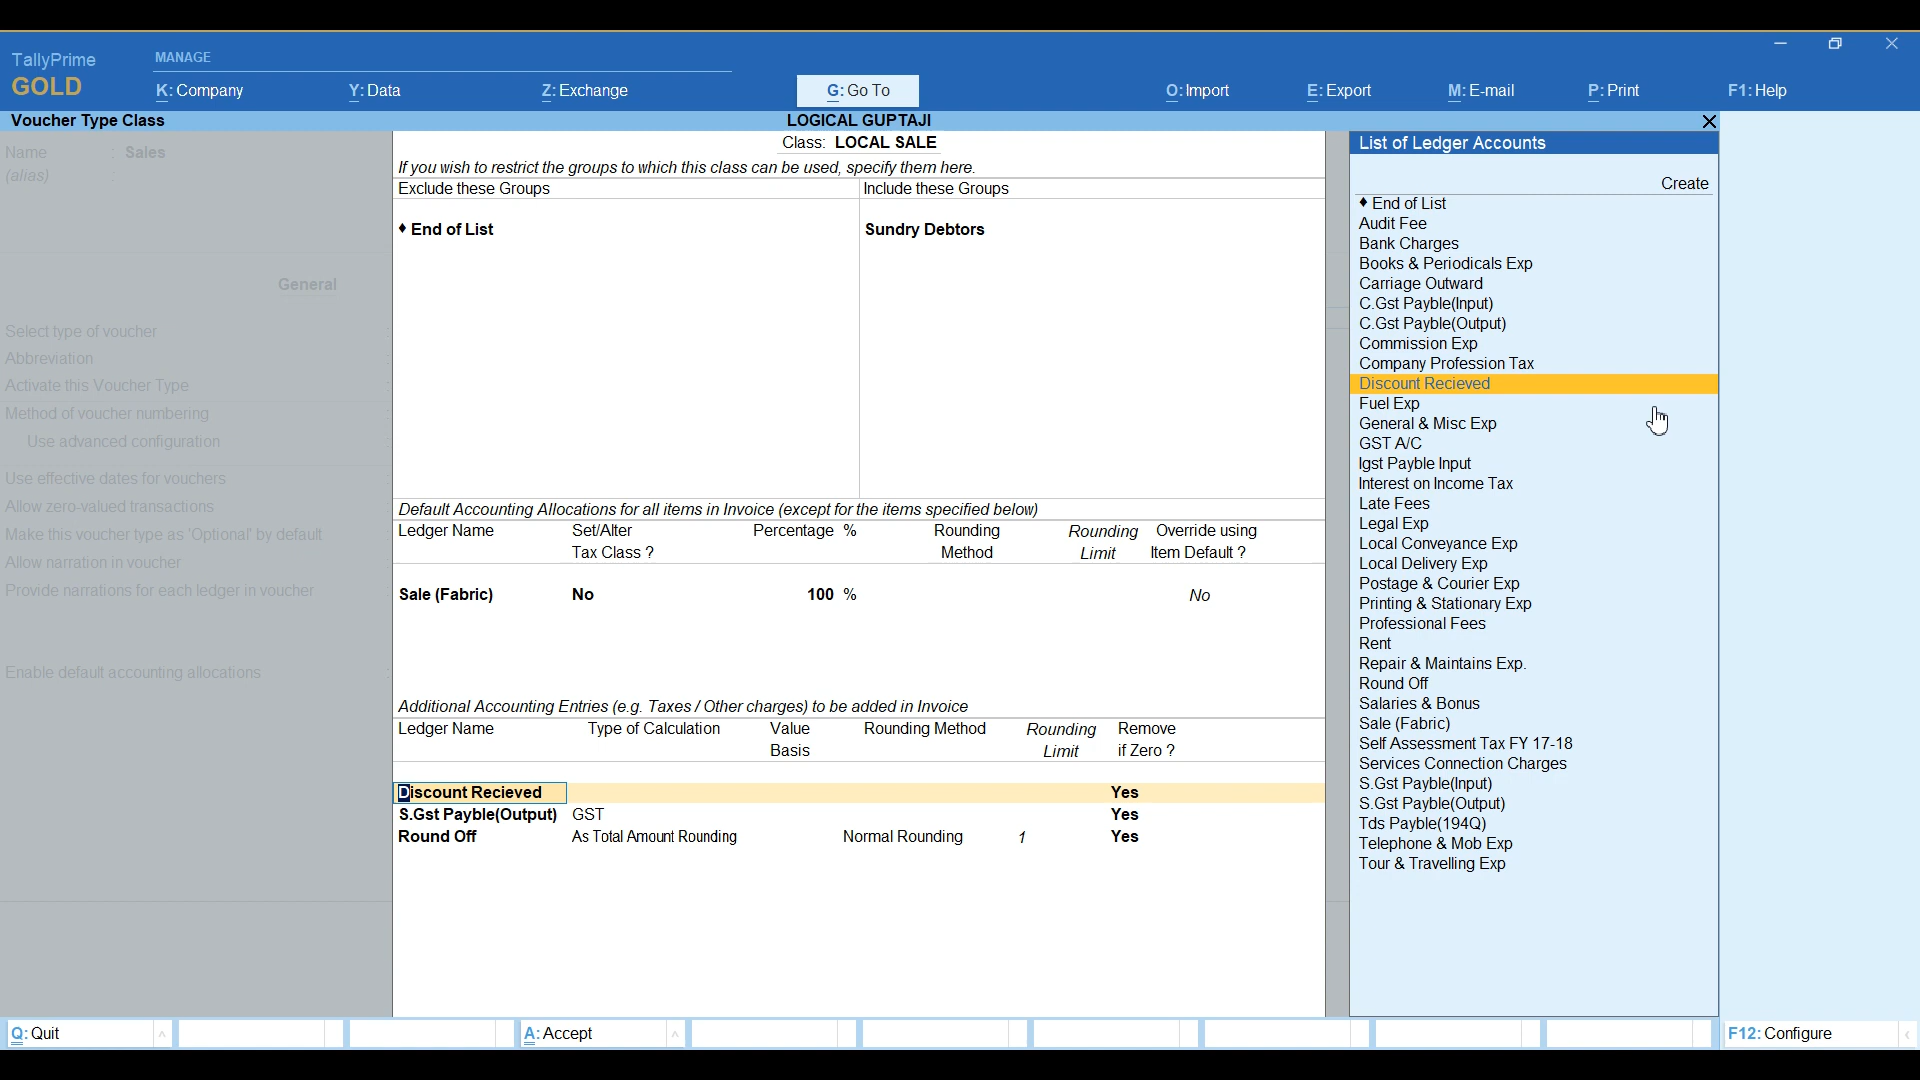 TallyPrime
GOLD
MANAGE
K: Company
Y: Data
Z: Exchange
G: Go To
O: Import
E: Export
M: E-mail
P: Print
F1: Help
Voucher Type Class
LOGICAL GUPTAJI
Name : Sales
(alias) :
General
Select type of voucher :
Abbreviation :
Activate this Voucher Type :
Method of voucher numbering :
Use advanced configuration :
Use effective dates for vouchers :
Allow zero-valued transactions :
Make this voucher type as 'Optional' by default :
Allow narration in voucher :
Provide narrations for each ledger in voucher :
Enable default accounting allocations :
Class: LOCAL SALE
If you wish to restrict the groups to which this class can be used, specify them here.
Exclude these Groups Include these Groups
♦ End of List Sundry Debtors
Default Accounting Allocations for all items in Invoice (except for the items specified below)
Ledger Name Set/Alter Percentage % Rounding Rounding Override using
Tax Class ? Method Limit Item Default ?
Sale (Fabric) No 100 % No
Additional Accounting Entries (e.g. Taxes / Other charges) to be added in Invoice
Ledger Name Type of Calculation Value Rounding Method Rounding Remove
Basis Limit if Zero ?
Discount Recieved Yes
S.Gst Payble(Output) GST Yes
Round Off As Total Amount Rounding Normal Rounding 1 Yes
List of Ledger Accounts
Create
♦ End of List
Audit Fee
Bank Charges
Books & Periodicals Exp
Carriage Outward
C.Gst Payble(Input)
C.Gst Payble(Output)
Commission Exp
Company Profession Tax
Discount Recieved
Fuel Exp
General & Misc Exp
GST A/C
Igst Payble Input
Interest on Income Tax
Late Fees
Legal Exp
Local Conveyance Exp
Local Delivery Exp
Postage & Courier Exp
Printing & Stationary Exp
Professional Fees
Rent
Repair & Maintains Exp.
Round Off
Salaries & Bonus
Sale (Fabric)
Self Assessment Tax FY 17-18
Services Connection Charges
S.Gst Payble(Input)
S.Gst Payble(Output)
Tds Payble(194Q)
Telephone & Mob Exp
Tour & Travelling Exp
Q: Quit
A: Accept
F12: Configure